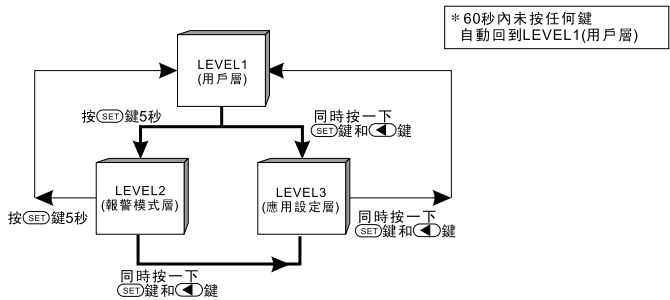 ＊60秒內未按任何鍵
自動回到LEVEL1(用戶層)
LEVEL1
(用戶層)
按SET鍵5秒
同時按一下
SET鍵和◀鍵
LEVEL2
(報警模式層)
LEVEL3
(應用設定層)
按SET鍵5秒
同時按一下
SET鍵和◀鍵
同時按一下
SET鍵和◀鍵